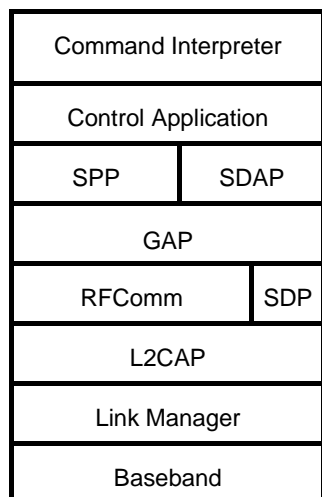 Command Interpreter
Control Application
SPP SDAP
GAP
RFComm SDP
L2CAP
Link Manager
Baseband